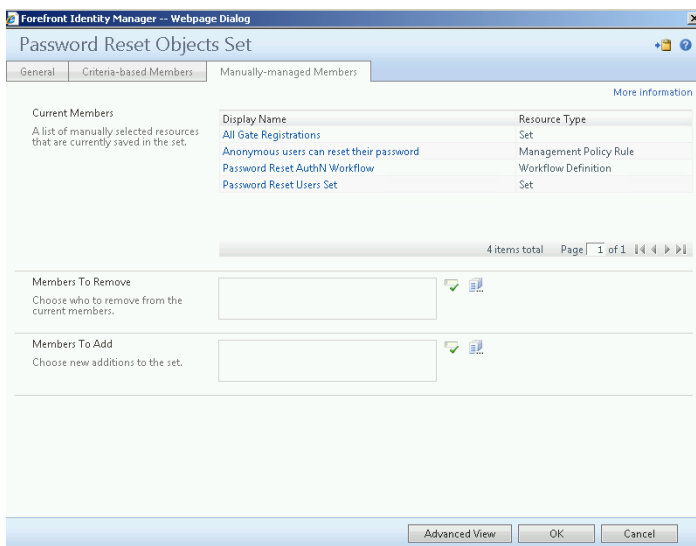 Forefront Identity Manager -- Webpage Dialog
Password Reset Objects Set
General Criteria-based Members Manually-managed Members
More information
Current Members
A list of manually selected resources
that are currently saved in the set.
Display Name Resource Type
All Gate Registrations Set
Anonymous users can reset their password Management Policy Rule
Password Reset AuthN Workflow Workflow Definition
Password Reset Users Set Set
4 items total Page 1 of 1
Members To Remove
Choose who to remove from the
current members.
Members To Add
Choose new additions to the set.
Advanced View OK Cancel